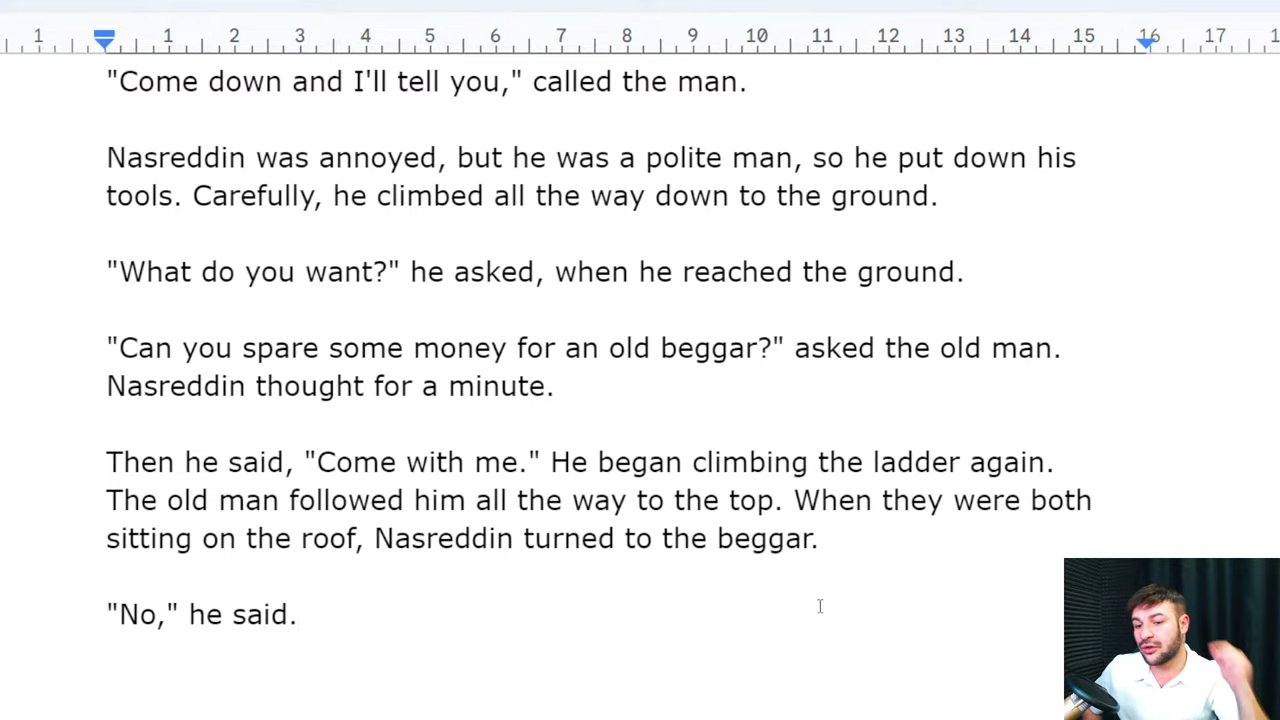 1 1 2 3 4 5 6 7 8 9 10 11 12 13 14 15 16 17
"Come down and I'll tell you," called the man.
Nasreddin was annoyed, but he was a polite man, so he put down his
tools. Carefully, he climbed all the way down to the ground.
"What do you want?" he asked, when he reached the ground.
"Can you spare some money for an old beggar?" asked the old man.
Nasreddin thought for a minute.
Then he said, "Come with me." He began climbing the ladder again.
The old man followed him all the way to the top. When they were both
sitting on the roof, Nasreddin turned to the beggar.
"No," he said.